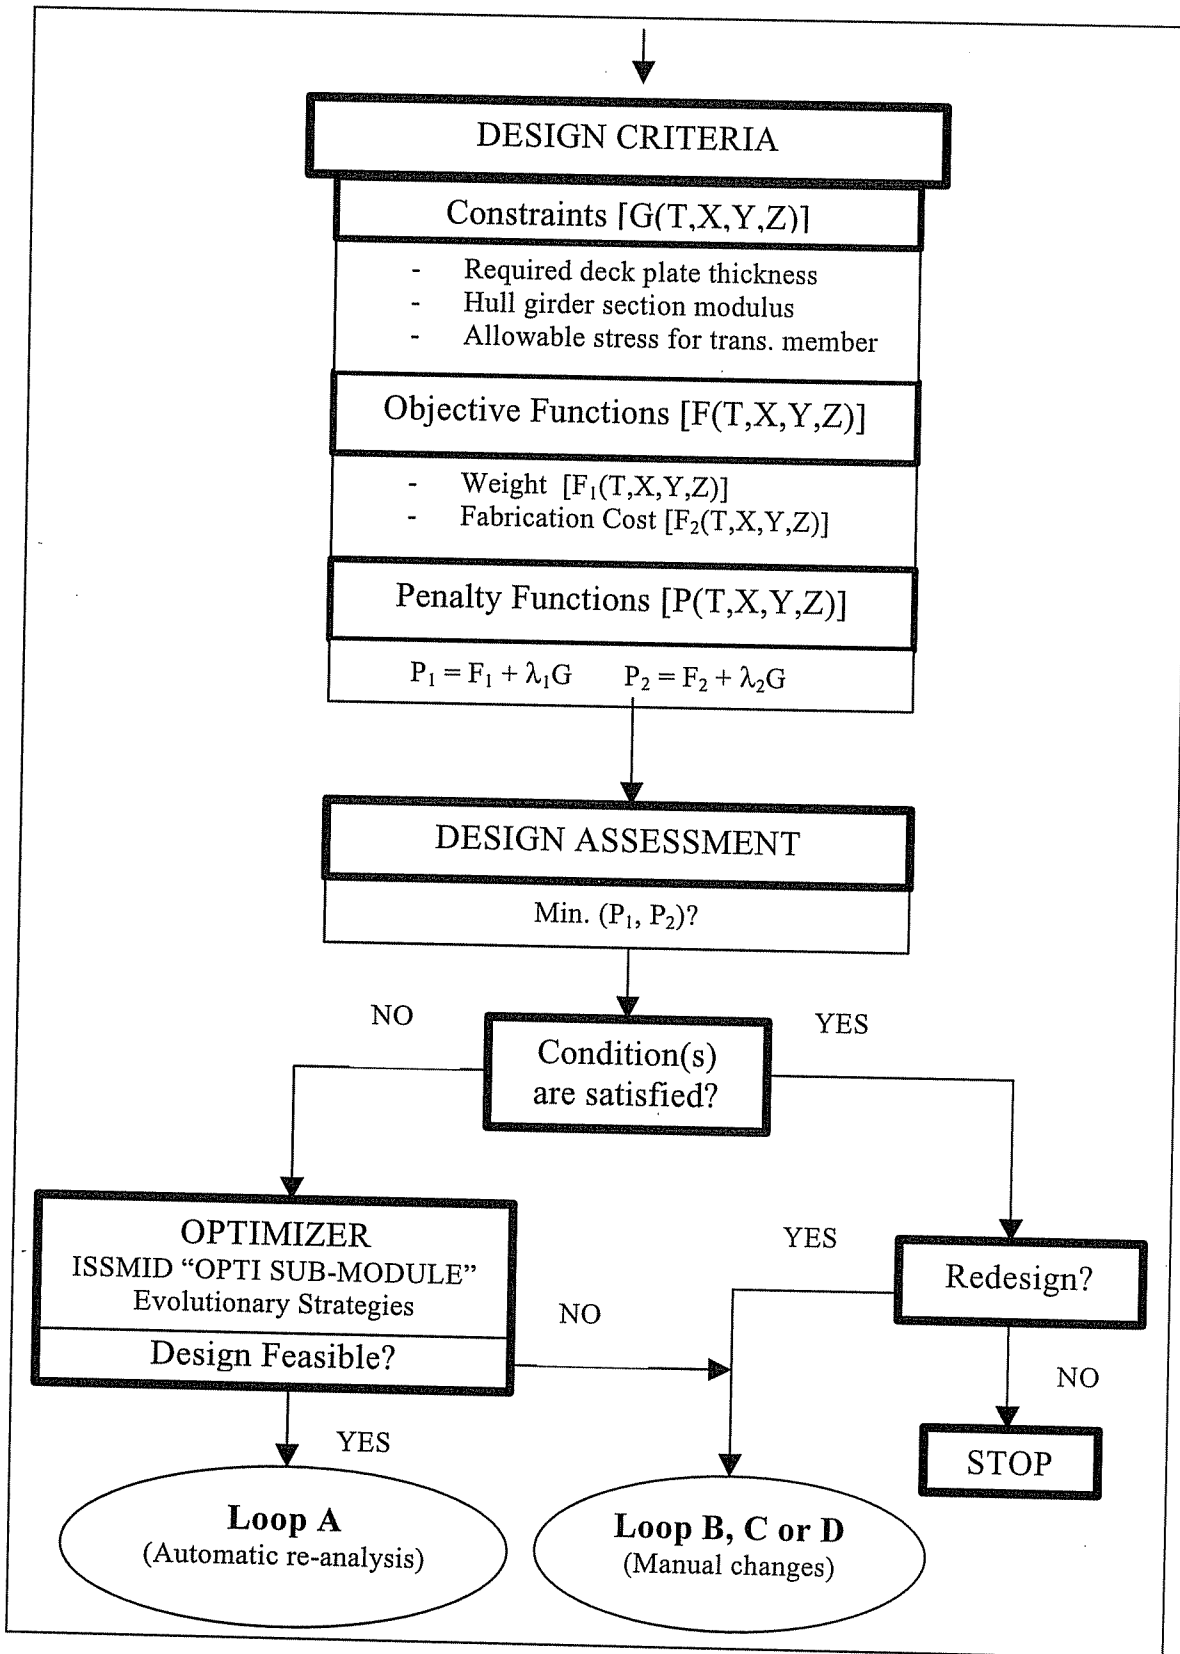 DESIGN CRITERIA
Constraints [G(T,X,Y,Z)]
- Required deck plate thickness
- Hull girder section modulus
- Allowable stress for trans. member
Objective Functions [F(T,X,Y,Z)]
- Weight [F₁(T,X,Y,Z)]
- Fabrication Cost [F₂(T,X,Y,Z)]
Penalty Functions [P(T,X,Y,Z)]
P₁ = F₁ + λ₁G P₂ = F₂ + λ₂G
DESIGN ASSESSMENT
Min. (P₁, P₂)?
NO
YES
Condition(s)
are satisfied?
OPTIMIZER
ISSMID “OPTI SUB-MODULE”
Evolutionary Strategies
Design Feasible?
YES
Redesign?
NO
NO
YES
STOP
Loop A
(Automatic re-analysis)
Loop B, C or D
(Manual changes)